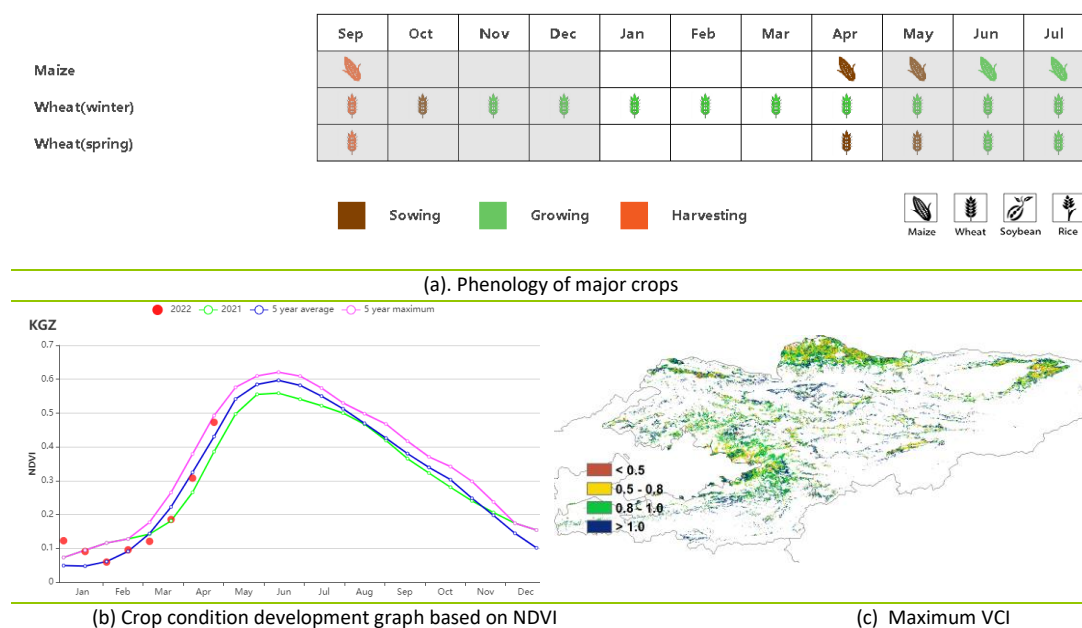 Sep Oct Nov Dec Jan Feb Mar Apr May Jun Jul
Maize
Wheat(winter)
Wheat(spring)
Sowing Growing Harvesting
Maize Wheat Soybean Rice
(a). Phenology of major crops
2022 2021 5 year average 5 year maximum
KGZ
0.7
0.6
0.5
0.4
0.3
0.2
0.1
0
NDVI
Jan Feb Mar Apr May Jun Jul Aug Sep Oct Nov Dec
< 0.5
0.5 - 0.8
0.8 - 1.0
> 1.0
(b) Crop condition development graph based on NDVI
(c) Maximum VCI